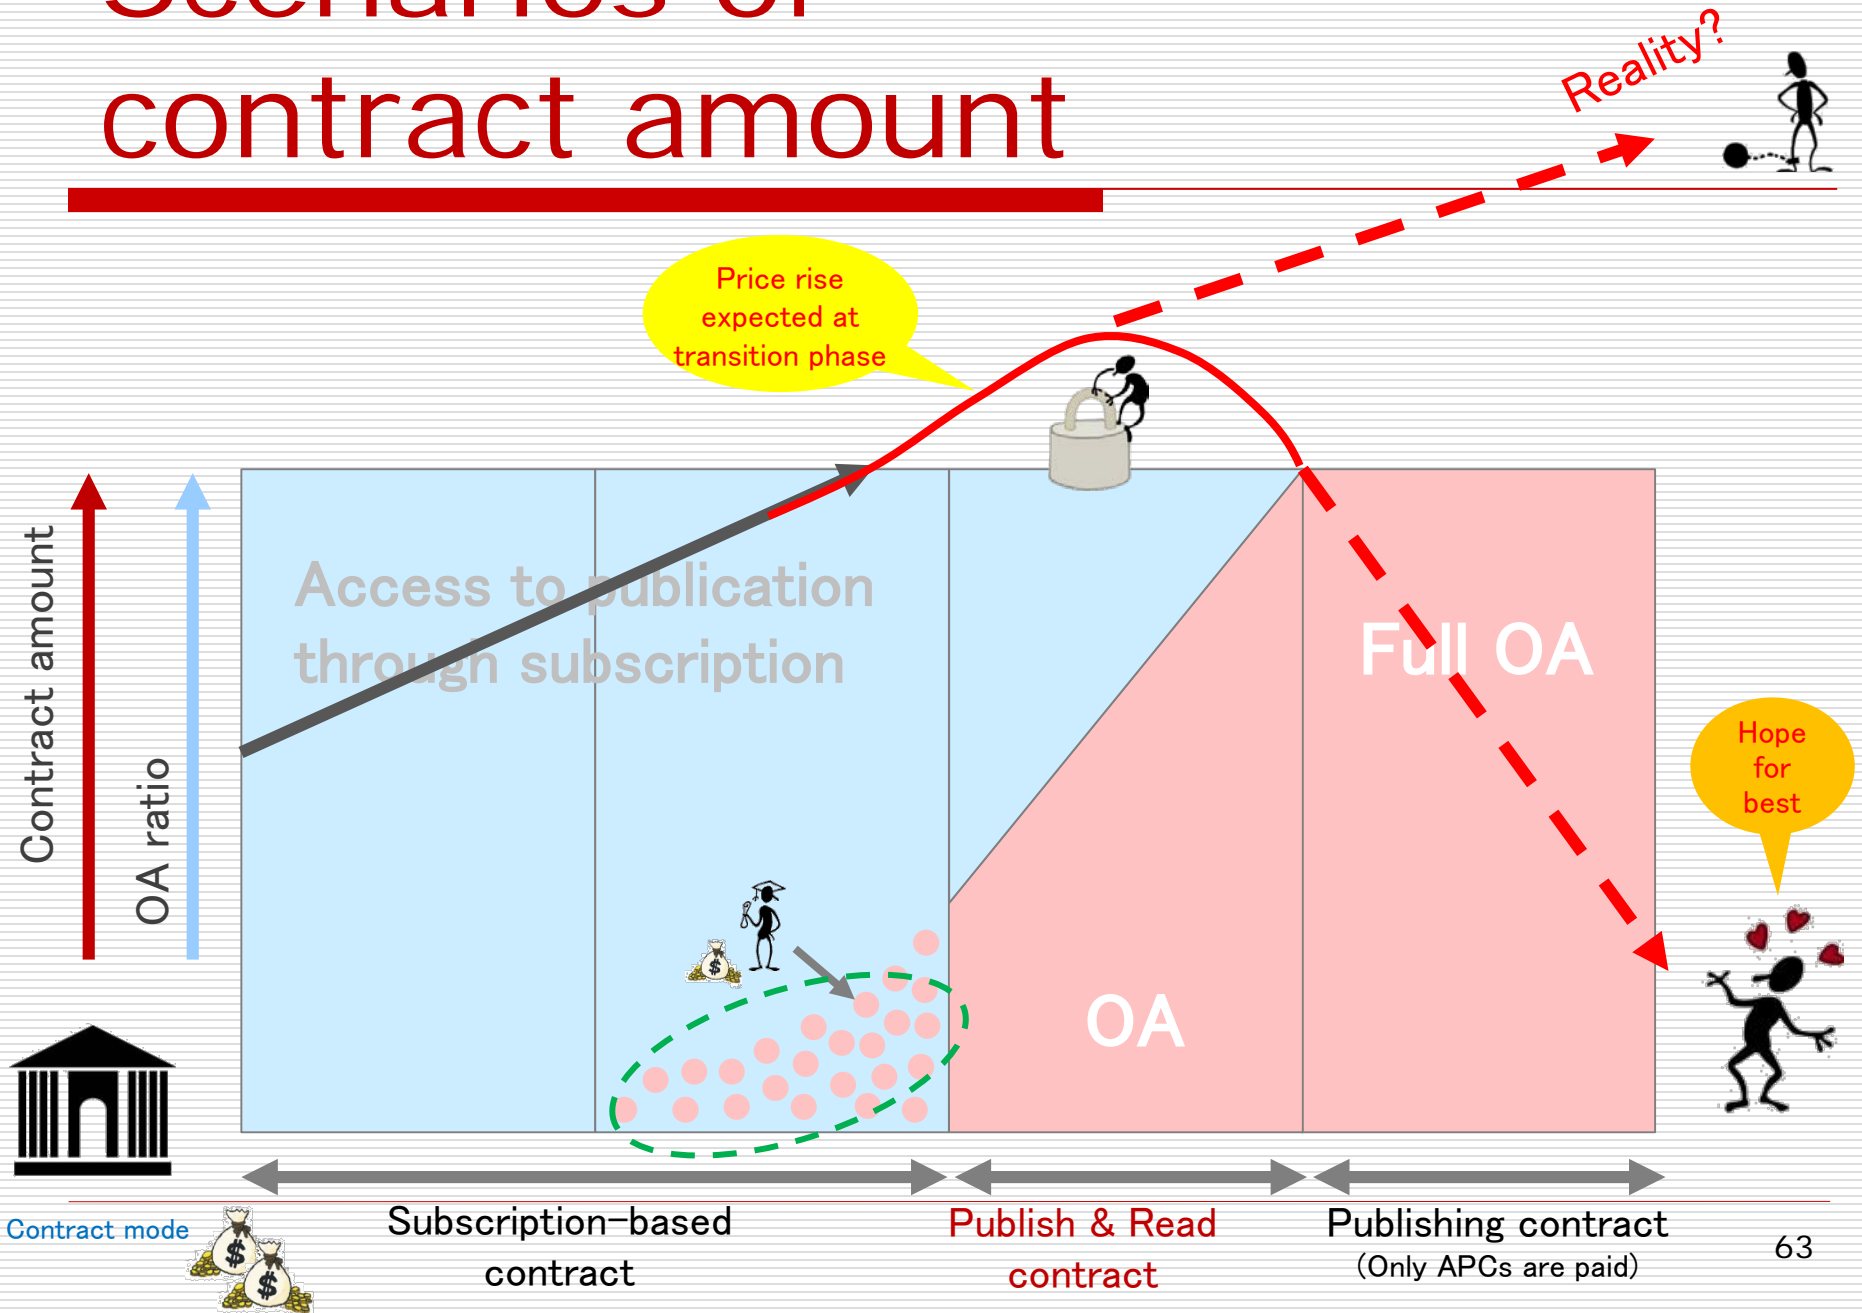 Scenarios of
contract amount
Reality?
Price rise
expected at
transition phase
Access to publication
through subscription
Full OA
Contract amount
OA ratio
Hope
for
best
OA
$
Contract mode
$
$
Subscription-based
contract
Publish & Read
contract
Publishing contract
(Only APCs are paid)
63